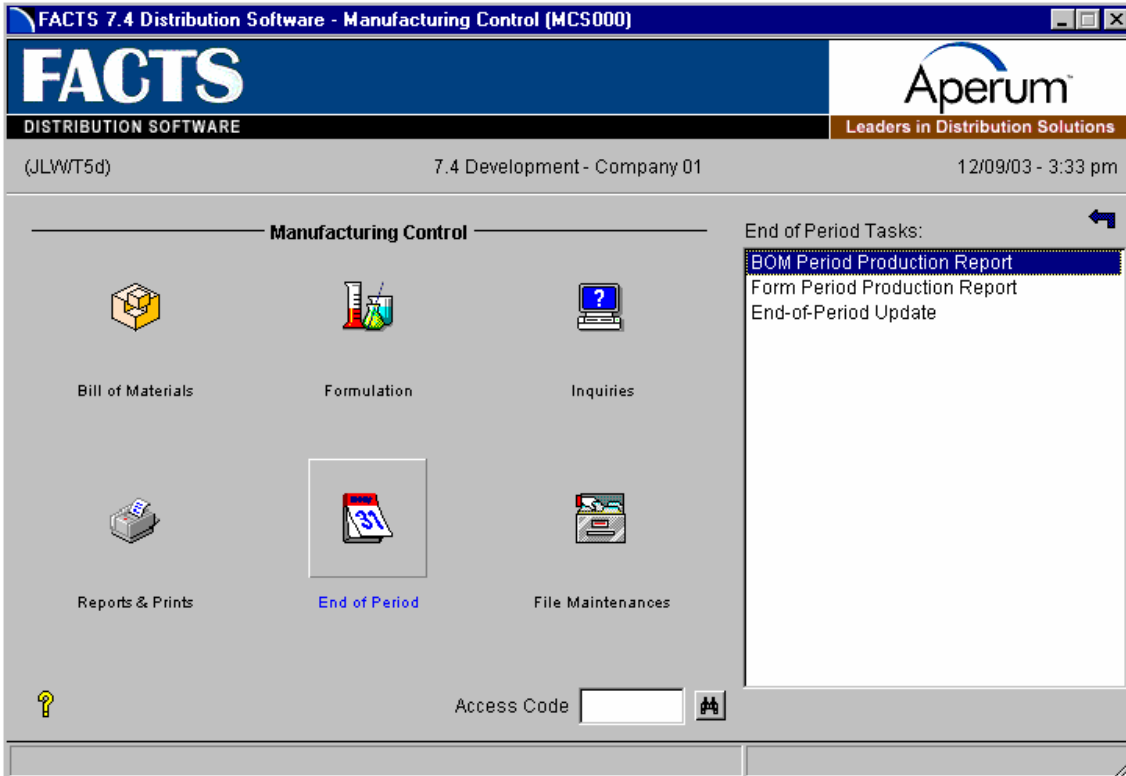 FACTS 7.4 Distribution Software - Manufacturing Control (MCS000)
FACTS
DISTRIBUTION SOFTWARE
Aperum™
Leaders in Distribution Solutions
(JLW/T5d)
7.4 Development - Company 01
12/09/03 - 3:33 pm
Manufacturing Control
Bill of Materials
Formulation
?
Inquiries
Reports & Prints
31
End of Period
File Maintenances
End of Period Tasks:
BOM Period Production Report
Form Period Production Report
End-of-Period Update
?
Access Code